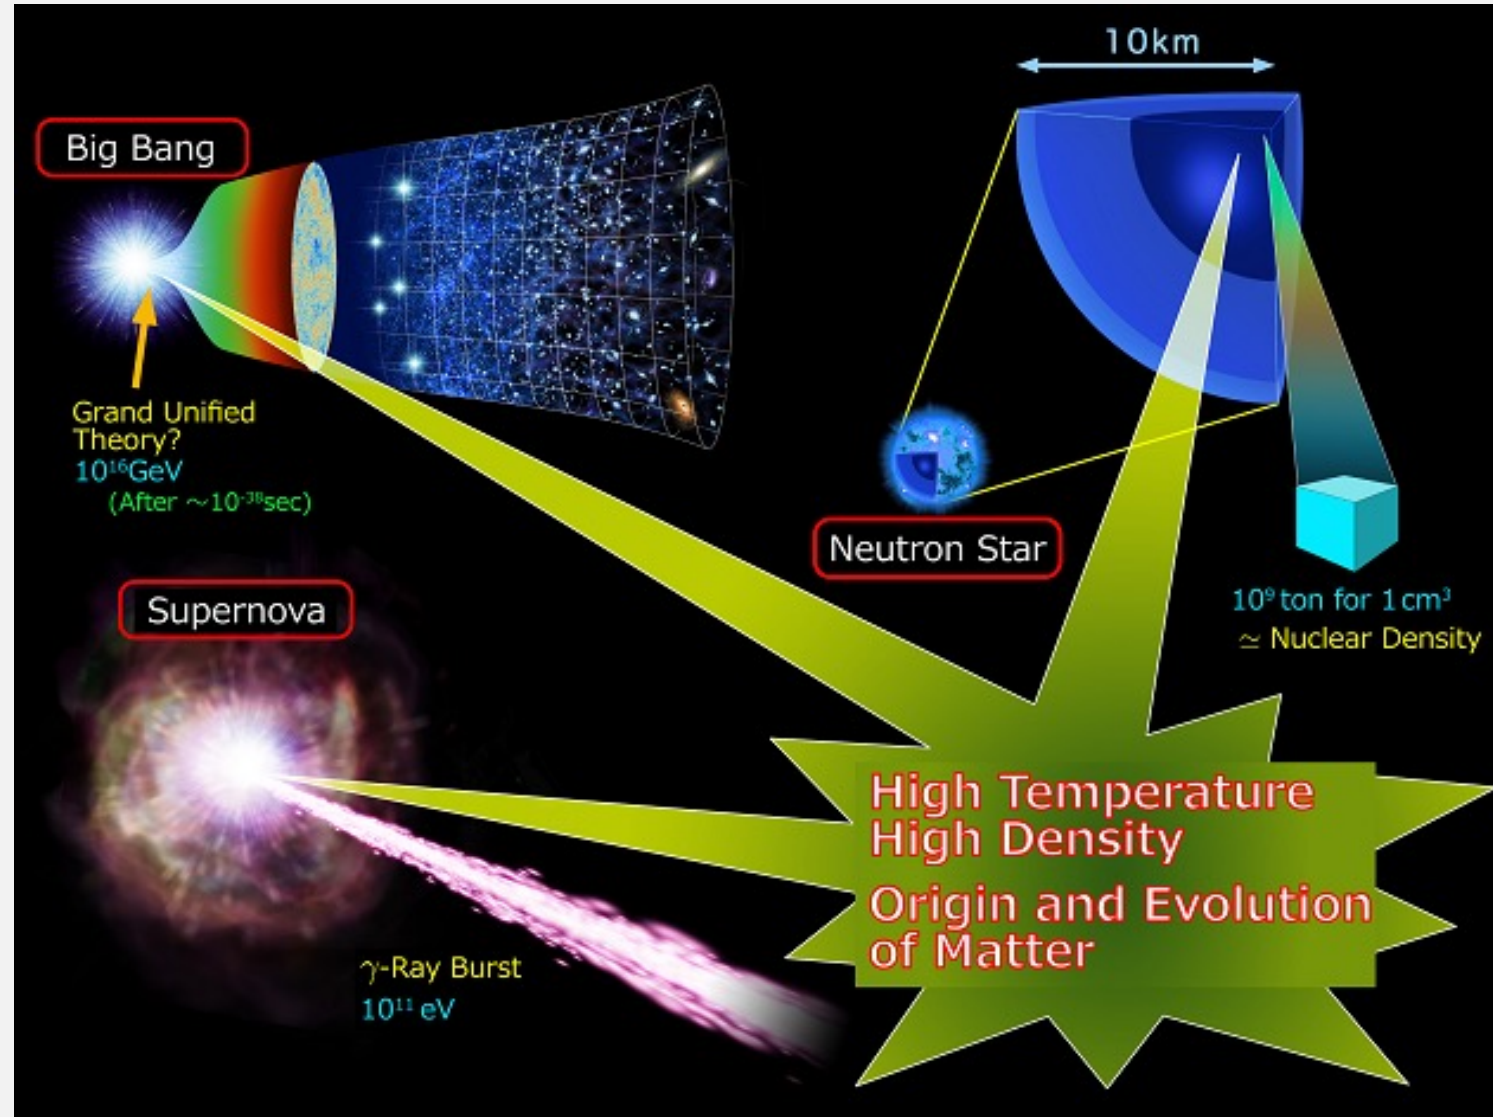 Big Bang
Grand Unified
Theory?
10¹⁶GeV
(After ～10⁻³⁸sec)
10km
Neutron Star
10⁹ ton for 1 cm³
≃ Nuclear Density
Supernova
γ-Ray Burst
10¹¹ eV
High Temperature
High Density
Origin and Evolution
of Matter